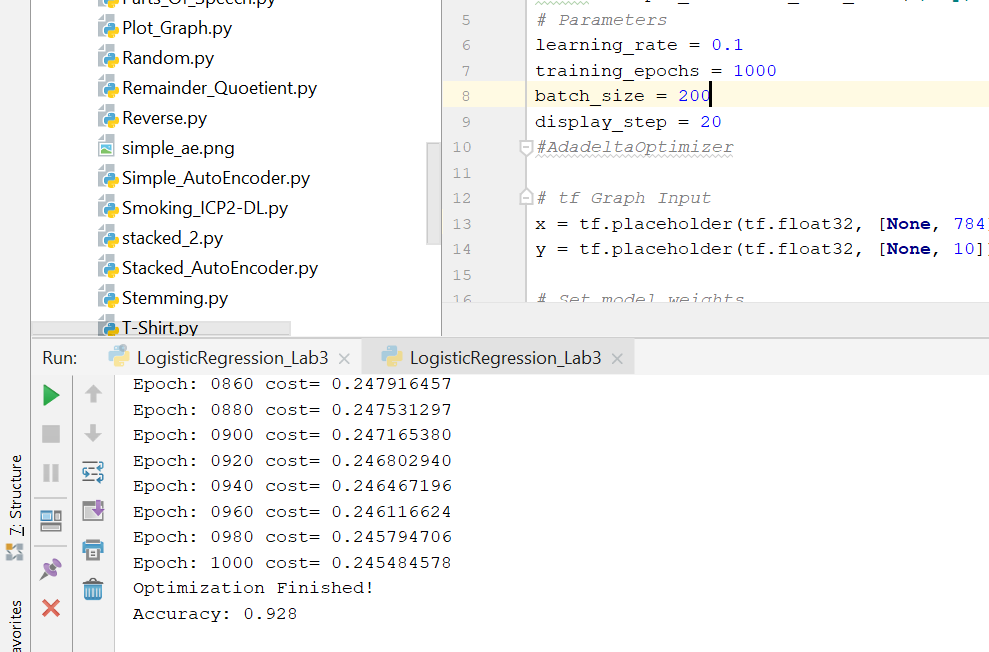 Parts_Of_Speech.py
Plot_Graph.py
Random.py
Remainder_Quoetient.py
Reverse.py
simple_ae.png
Simple_AutoEncoder.py
Smoking_ICP2-DL.py
stacked_2.py
Stacked_AutoEncoder.py
Stemming.py
T-Shirt.py
5 # Parameters
6 learning_rate = 0.1
7 training_epochs = 1000
8 batch_size = 200
9 display_step = 20
10 #AdadeltaOptimizer
11
12 # tf Graph Input
13 x = tf.placeholder(tf.float32, [None, 784]
14 y = tf.placeholder(tf.float32, [None, 10])
15
16 # Set model weights
Run: LogisticRegression_Lab3 LogisticRegression_Lab3
Epoch: 0860 cost= 0.247916457
Epoch: 0880 cost= 0.247531297
Epoch: 0900 cost= 0.247165380
Epoch: 0920 cost= 0.246802940
Epoch: 0940 cost= 0.246467196
Epoch: 0960 cost= 0.246116624
Epoch: 0980 cost= 0.245794706
Epoch: 1000 cost= 0.245484578
Optimization Finished!
Accuracy: 0.928
7: Structure
avorites